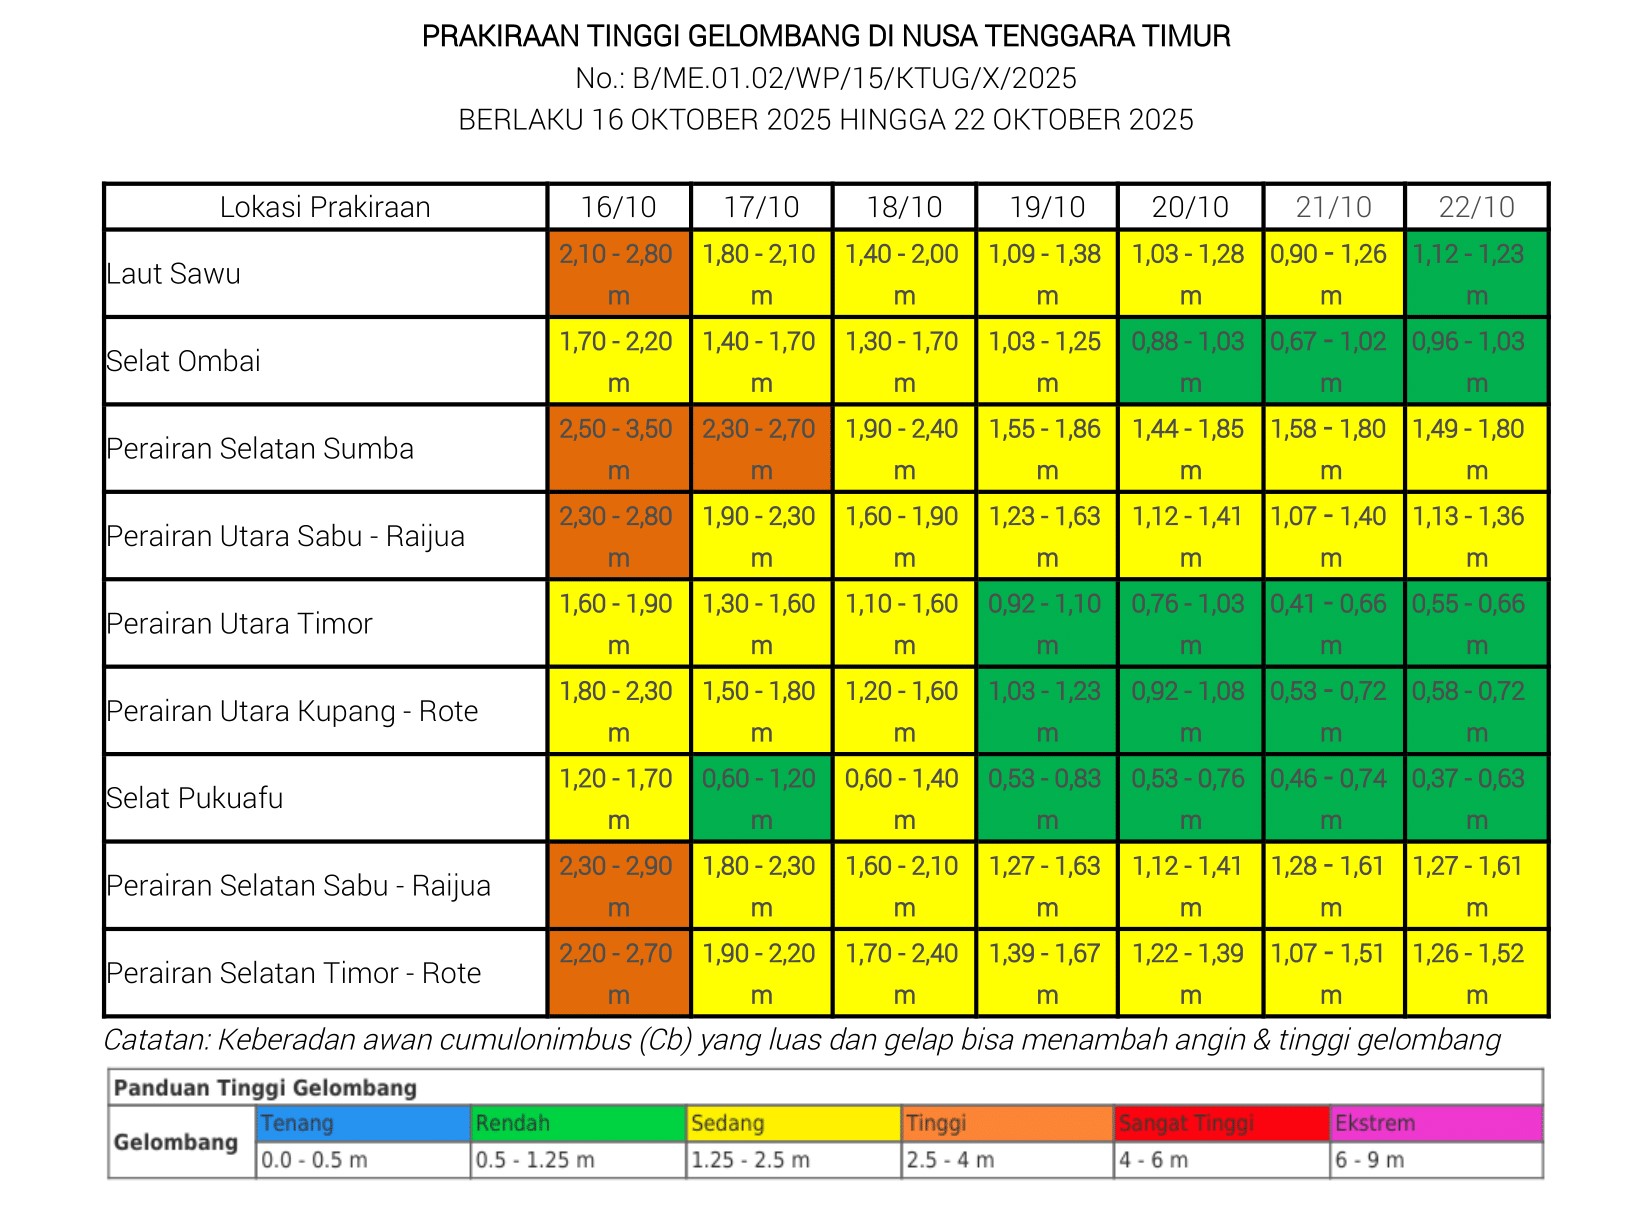 PRAKIRAAN TINGGI GELOMBANG DI NUSA TENGGARA TIMUR
No.: B/ME.01.02/WP/15/KTUG/X/2025
BERLAKU 16 OKTOBER 2025 HINGGA 22 OKTOBER 2025
Lokasi Prakiraan 16/10 17/10 18/10 19/10 20/10 21/10 22/10
Laut Sawu 2,10 - 2,80 m 1,80 - 2,10 m 1,40 - 2,00 m 1,09 - 1,38 m 1,03 - 1,28 m 0,90 - 1,26 m 1,12 - 1,23 m
Selat Ombai 1,70 - 2,20 m 1,40 - 1,70 m 1,30 - 1,70 m 1,03 - 1,25 m 0,88 - 1,03 m 0,67 - 1,02 m 0,96 - 1,03 m
Perairan Selatan Sumba 2,50 - 3,50 m 2,30 - 2,70 m 1,90 - 2,40 m 1,55 - 1,86 m 1,44 - 1,85 m 1,58 - 1,80 m 1,49 - 1,80 m
Perairan Utara Sabu - Raijua 2,30 - 2,80 m 1,90 - 2,30 m 1,60 - 1,90 m 1,23 - 1,63 m 1,12 - 1,41 m 1,07 - 1,40 m 1,13 - 1,36 m
Perairan Utara Timor 1,60 - 1,90 m 1,30 - 1,60 m 1,10 - 1,60 m 0,92 - 1,10 m 0,76 - 1,03 m 0,41 - 0,66 m 0,55 - 0,66 m
Perairan Utara Kupang - Rote 1,80 - 2,30 m 1,50 - 1,80 m 1,20 - 1,60 m 1,03 - 1,23 m 0,92 - 1,08 m 0,53 - 0,72 m 0,58 - 0,72 m
Selat Pukuafu 1,20 - 1,70 m 0,60 - 1,20 m 0,60 - 1,40 m 0,53 - 0,83 m 0,53 - 0,76 m 0,46 - 0,74 m 0,37 - 0,63 m
Perairan Selatan Sabu - Raijua 2,30 - 2,90 m 1,80 - 2,30 m 1,60 - 2,10 m 1,27 - 1,63 m 1,12 - 1,41 m 1,28 - 1,61 m 1,27 - 1,61 m
Perairan Selatan Timor - Rote 2,20 - 2,70 m 1,90 - 2,20 m 1,70 - 2,40 m 1,39 - 1,67 m 1,22 - 1,39 m 1,07 - 1,51 m 1,26 - 1,52 m
Catatan: Keberadan awan cumulonimbus (Cb) yang luas dan gelap bisa menambah angin & tinggi gelombang
Panduan Tinggi Gelombang
Gelombang Tenang Rendah Sedang Tinggi Sangat Tinggi Ekstrem
0.0 - 0.5 m 0.5 - 1.25 m 1.25 - 2.5 m 2.5 - 4 m 4 - 6 m 6 - 9 m